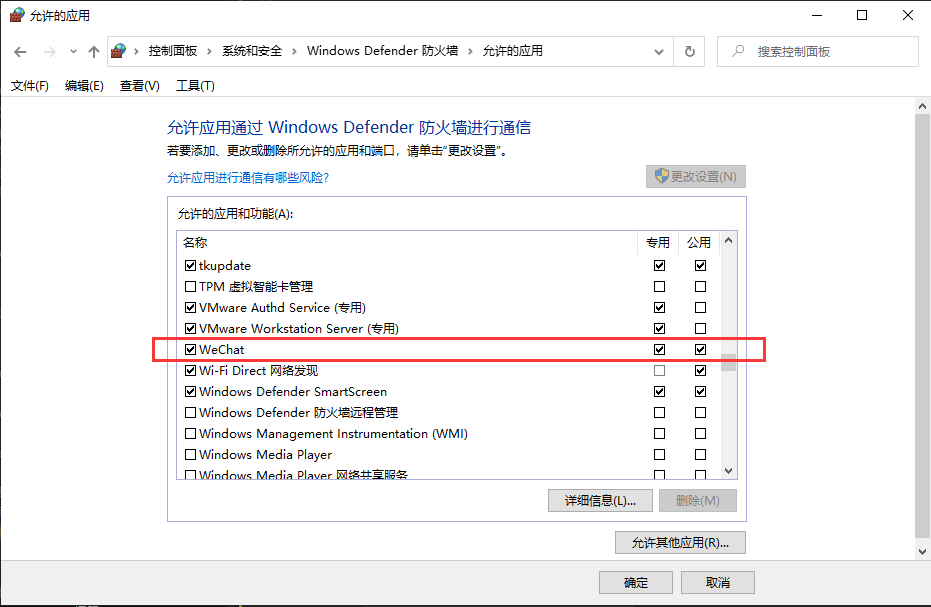 允许的应用
控制面板 系统和安全 Windows Defender 防火墙 允许的应用
搜索控制面板
文件(F) 编辑(E) 查看(V) 工具(T)
允许应用通过 Windows Defender 防火墙进行通信
若要添加、更改或删除所允许的应用和端口，请单击"更改设置"。
允许应用进行通信有哪些风险?
更改设置(N)
允许的应用和功能(A):
名称 专用 公用
tkupdate
TPM 虚拟智能卡管理
VMware Authd Service (专用)
VMware Workstation Server (专用)
WeChat
Wi-Fi Direct 网络发现
Windows Defender SmartScreen
Windows Defender 防火墙远程管理
Windows Management Instrumentation (WMI)
Windows Media Player
Windows Media Player 网络共享服务
详细信息(L)... 删除(M)
允许其他应用(R)...
确定 取消